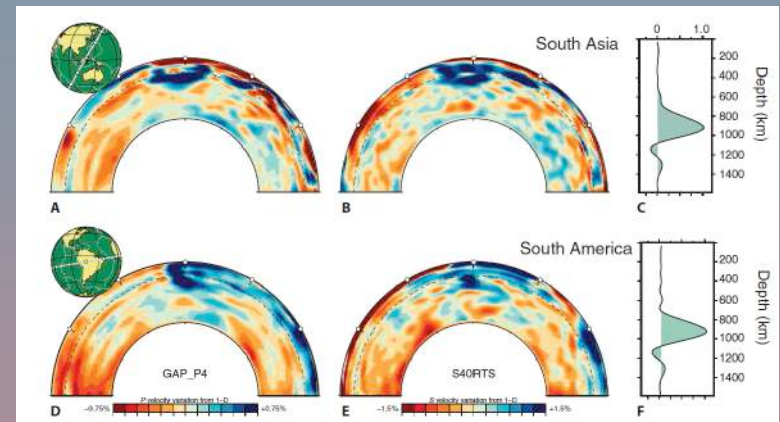 South Asia
0 1.0
200
400
600
800
1000
1200
1400
Depth (km)
A
B
C
South America
200
400
600
800
1000
1200
1400
Depth (km)
GAP_P4
S40RTS
P velocity variation from 1–D
S velocity variation from 1–D
D
–0.75%
+0.75%
E
–1.5%
+1.5%
F